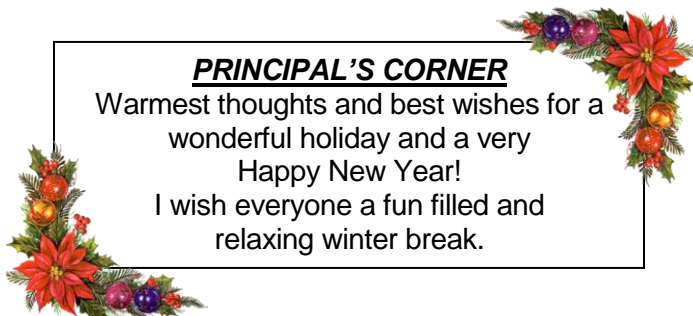 PRINCIPAL’S CORNER
Warmest thoughts and best wishes for a
wonderful holiday and a very
Happy New Year!
I wish everyone a fun filled and
relaxing winter break.